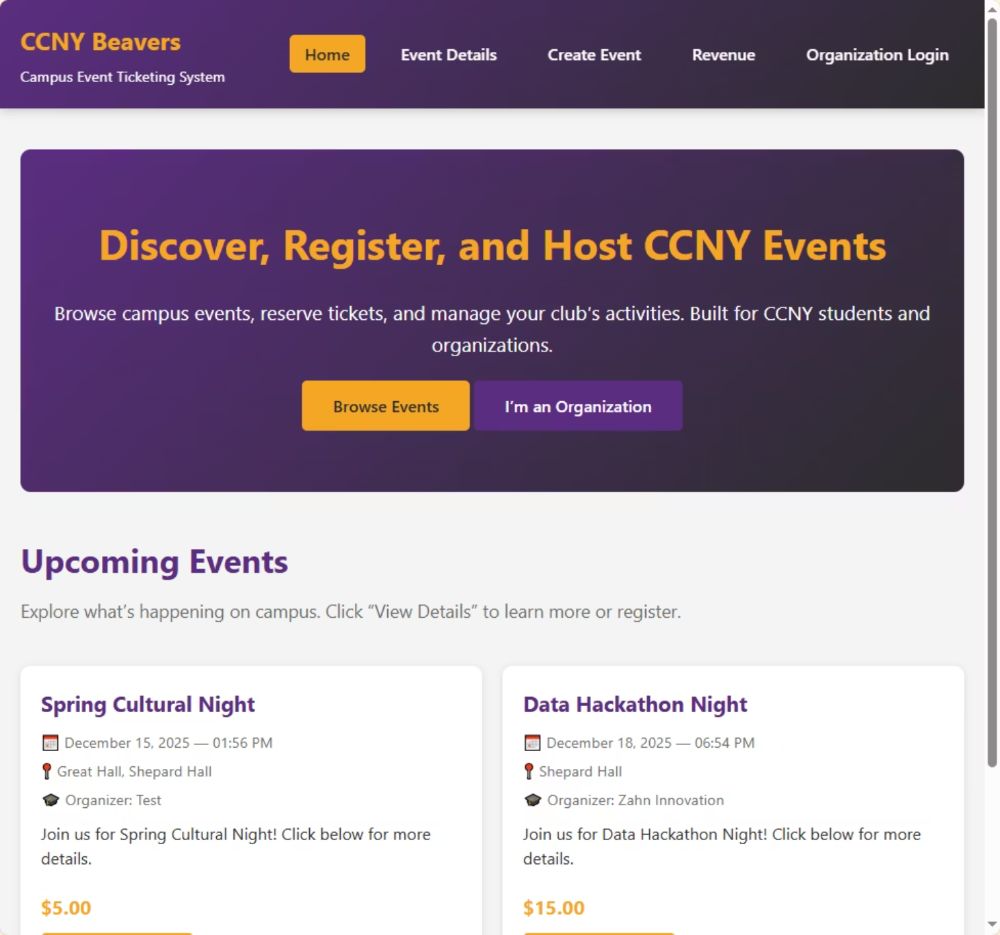 CCNY Beavers
Campus Event Ticketing System
Home
Event Details
Create Event
Revenue
Organization Login
Discover, Register, and Host CCNY Events
Browse campus events, reserve tickets, and manage your club’s activities. Built for CCNY students and
organizations.
Browse Events
I’m an Organization
Upcoming Events
Explore what’s happening on campus. Click “View Details” to learn more or register.
Spring Cultural Night
December 15, 2025 — 01:56 PM
Great Hall, Shepard Hall
Organizer: Test
Join us for Spring Cultural Night! Click below for more
details.
$5.00
Data Hackathon Night
December 18, 2025 — 06:54 PM
Shepard Hall
Organizer: Zahn Innovation
Join us for Data Hackathon Night! Click below for more
details.
$15.00